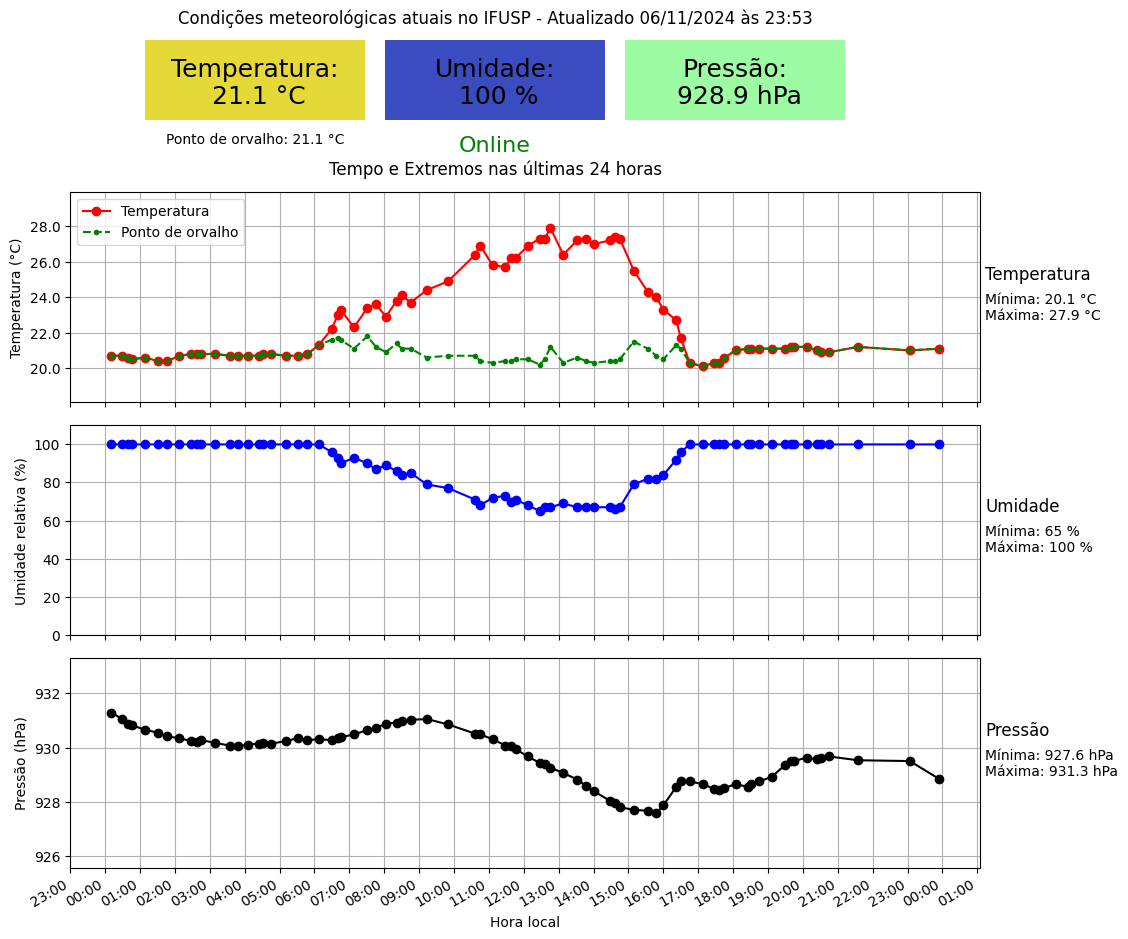 Condições meteorológicas atuais no IFUSP - Atualizado 06/11/2024 às 23:53
Temperatura:
21.1 °C
Umidade:
100 %
Pressão:
928.9 hPa
Ponto de orvalho: 21.1 °C
Online
Tempo e Extremos nas últimas 24 horas
Temperatura
Ponto de orvalho
Temperatura (°C)
28.0
26.0
24.0
22.0
20.0
Temperatura
Mínima: 20.1 °C
Máxima: 27.9 °C
Umidade relativa (%)
100
80
60
40
20
0
Umidade
Mínima: 65 %
Máxima: 100 %
Pressão (hPa)
932
930
928
926
Pressão
Mínima: 927.6 hPa
Máxima: 931.3 hPa
23:00 00:00 01:00 02:00 03:00 04:00 05:00 06:00 07:00 08:00 09:00 10:00 11:00 12:00 13:00 14:00 15:00 16:00 17:00 18:00 19:00 20:00 21:00 22:00 23:00 00:00 01:00
Hora local